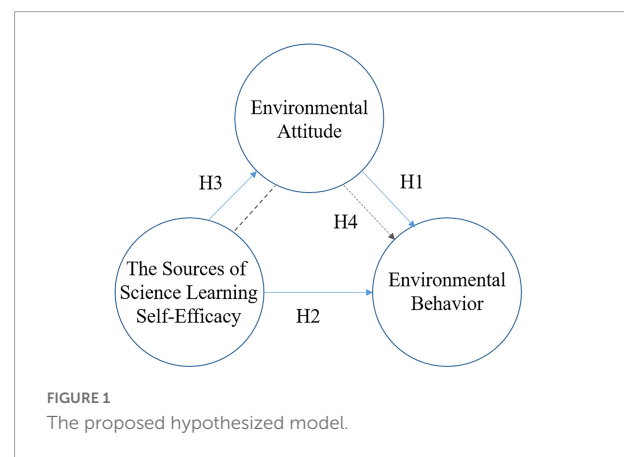 Environmental
Attitude
H3
H1
H4
The Sources of
Science Learning
Self-Efficacy
Environmental
Behavior
H2
FIGURE 1
The proposed hypothesized model.